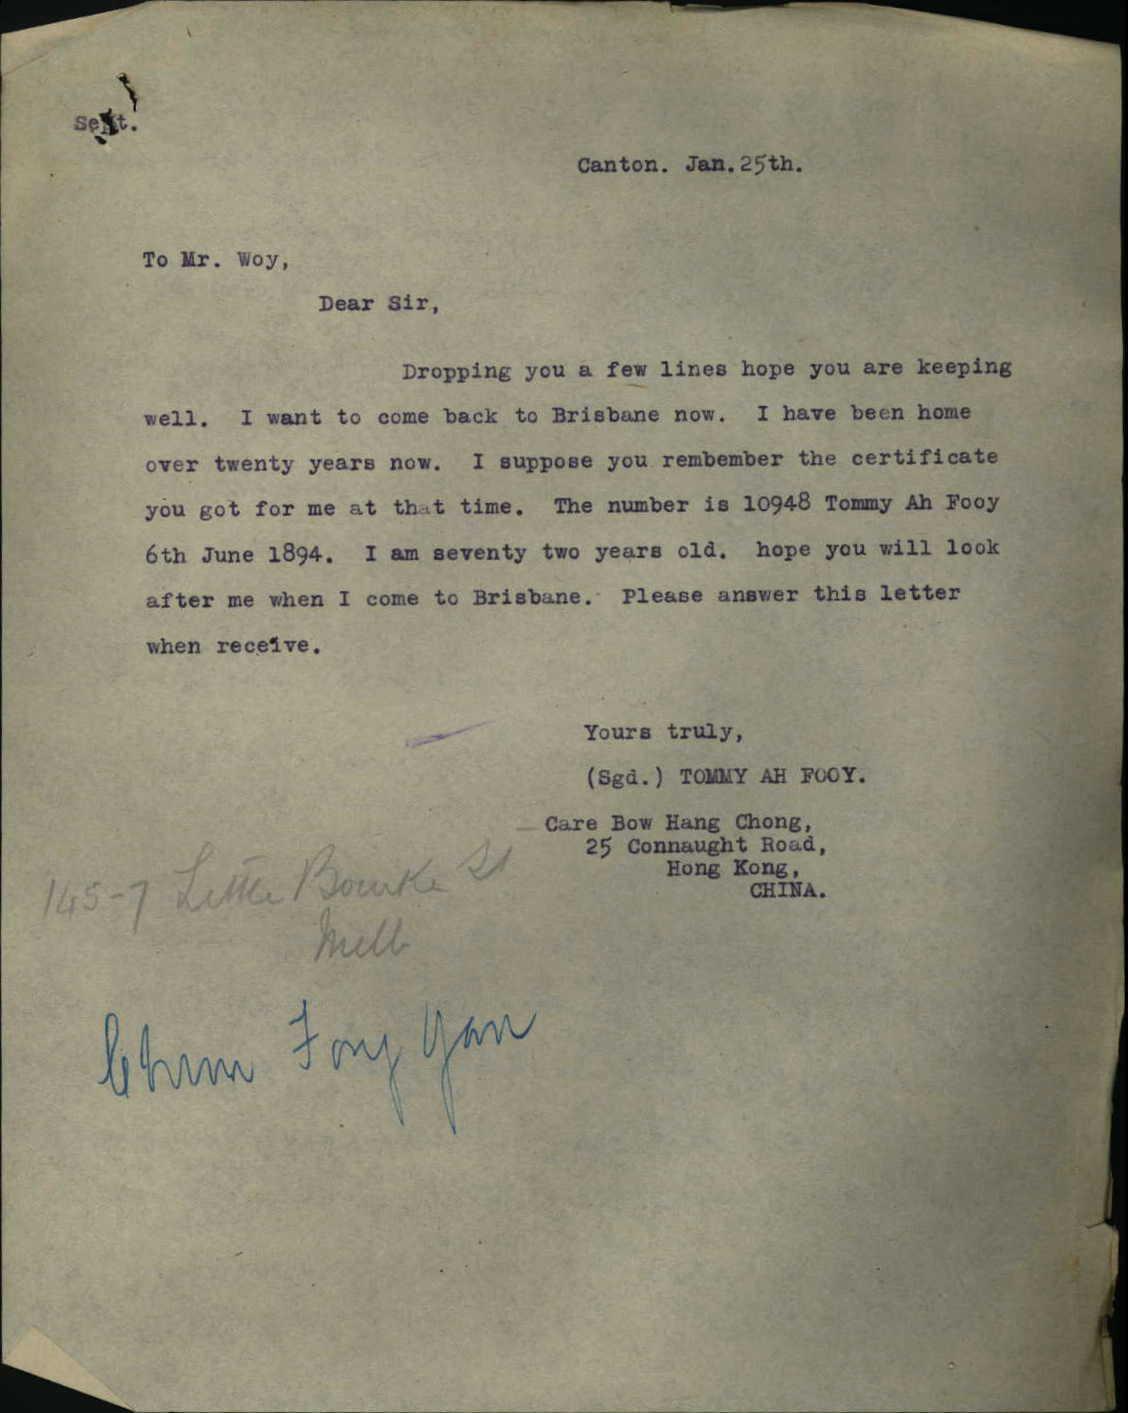 Sept.
Canton. Jan.25th.
To Mr. Woy,
Dear Sir,
Dropping you a few lines hope you are keeping
well. I want to come back to Brisbane now. I have been home
over twenty years now. I suppose you rembember the certificate
you got for me at that time. The number is 10948 Tommy Ah Fooy
6th June 1894. I am seventy two years old. hope you will look
after me when I come to Brisbane. Please answer this letter
when receive.
Yours truly,
(Sgd.) TOMMY AH FOOY.
Care Bow Hang Chong,
25 Connaught Road,
Hong Kong,
CHINA.
145-7 Little Bourke St
Melb
Chun Fong Yan